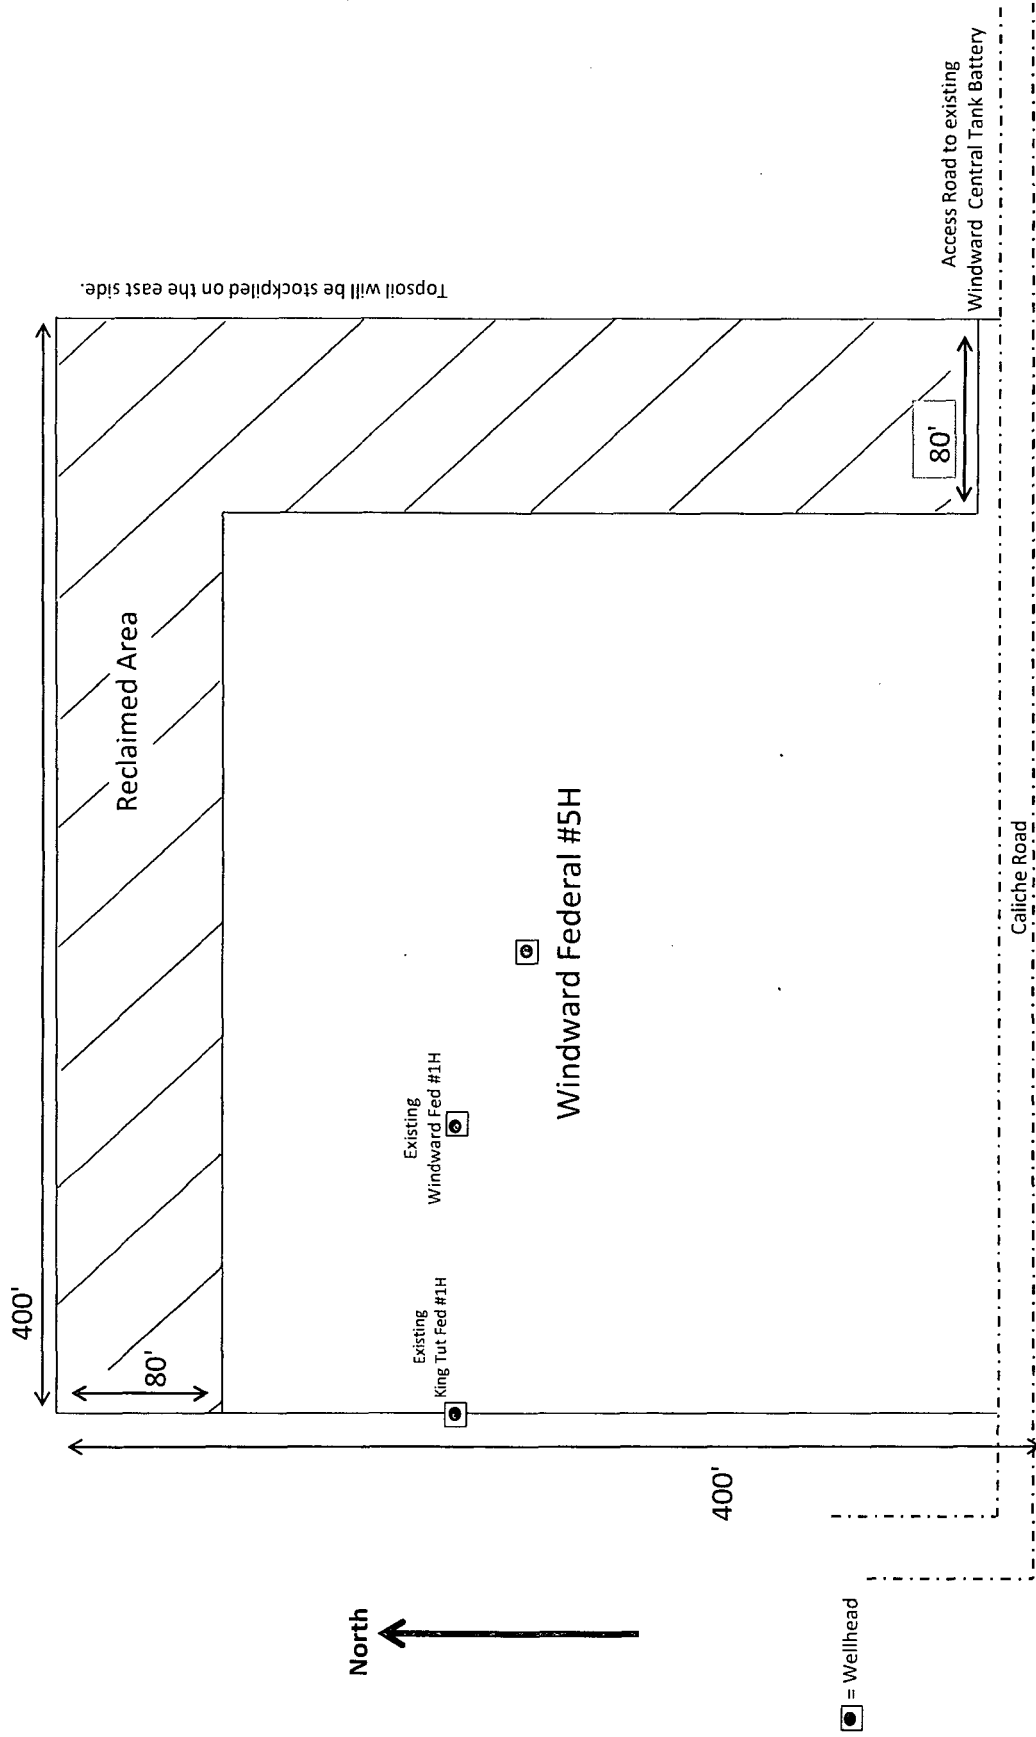 400'
80'
Reclaimed Area
Topsoil will be stockpiled on the east side.
North
Existing
King Tut Fed #1H
Existing
Windward Fed #1H
Windward Federal #5H
400'
80'
Access Road to existing
Windward Central Tank Battery
= Wellhead
Caliche Road